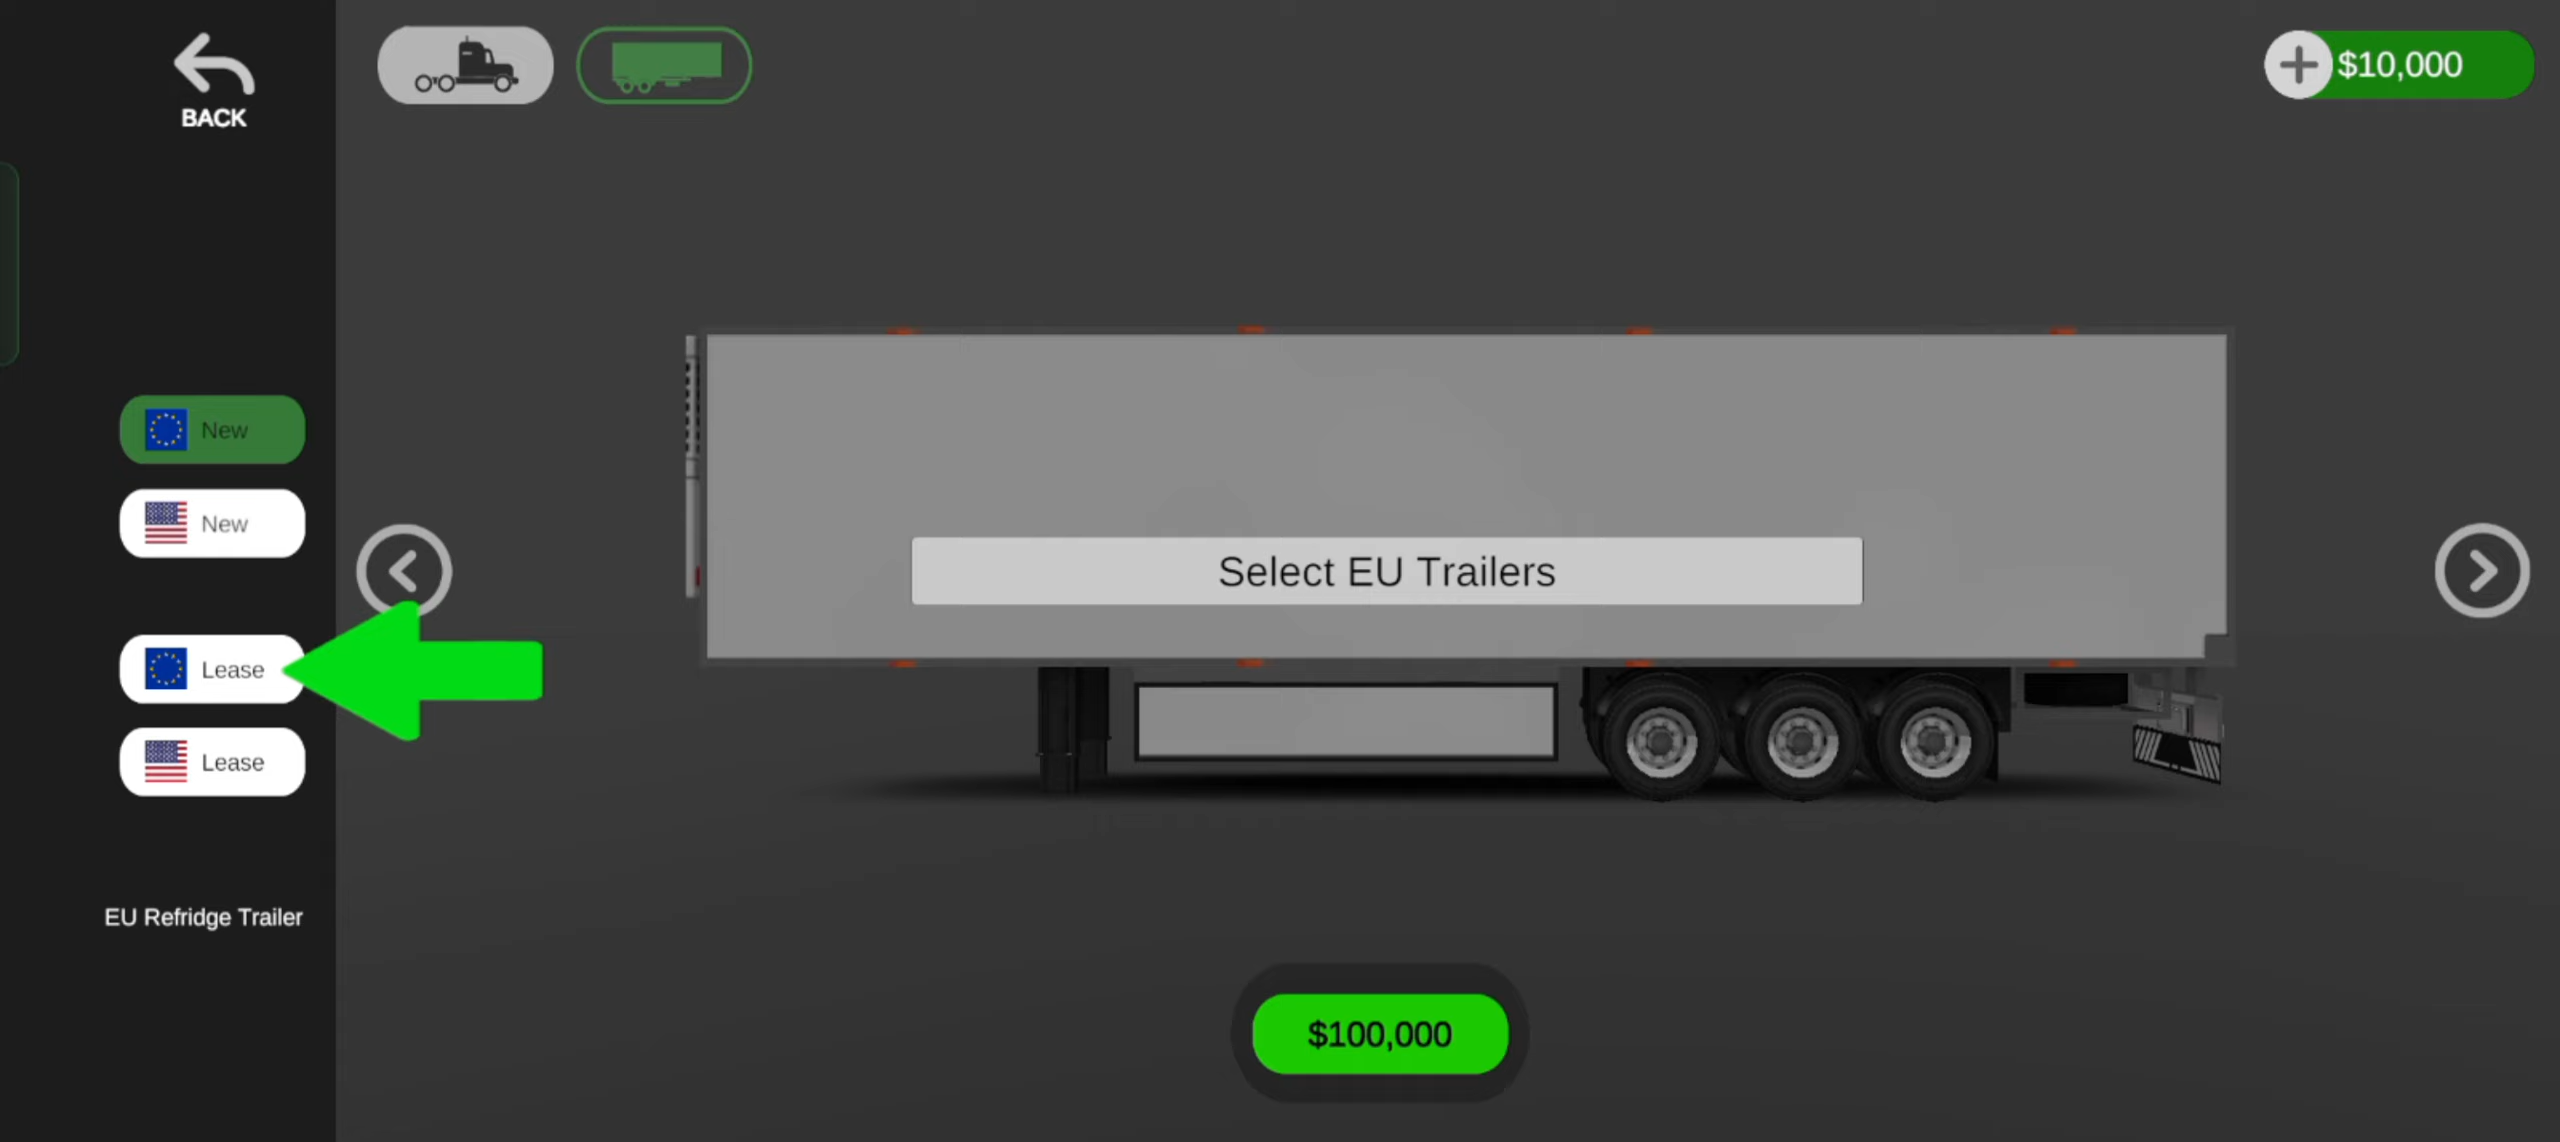 BACK
$10,000
New
New
Select EU Trailers
Lease
Lease
EU Refridge Trailer
$100,000